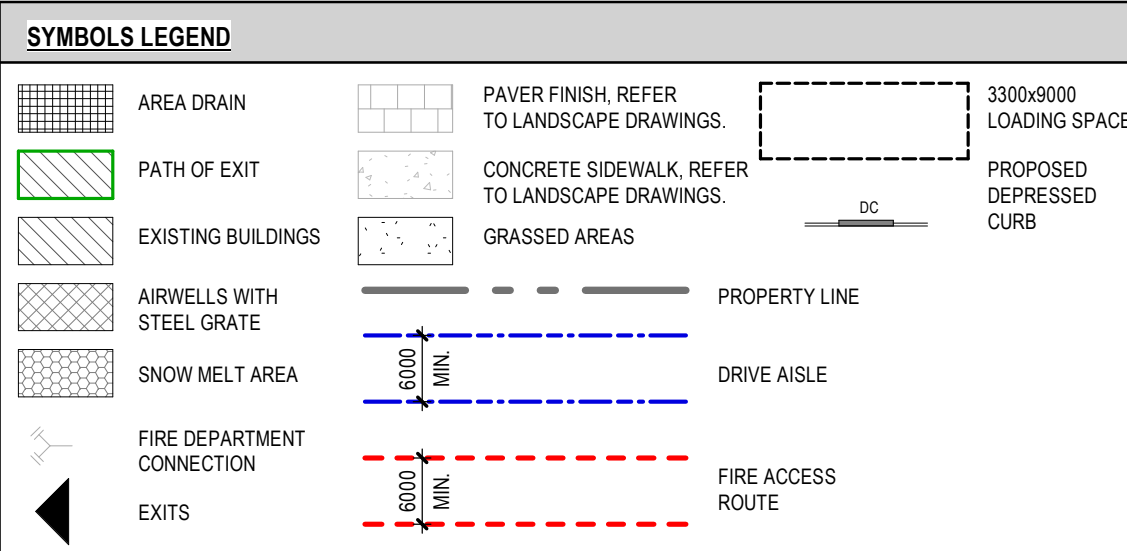 SYMBOLS LEGEND
AREA DRAIN
PATH OF EXIT
EXISTING BUILDINGS
AIRWELLS WITH
STEEL GRATE
SNOW MELT AREA
FIRE DEPARTMENT
CONNECTION
EXITS
PAVER FINISH, REFER
TO LANDSCAPE DRAWINGS.
CONCRETE SIDEWALK, REFER
TO LANDSCAPE DRAWINGS.
GRASSED AREAS
PROPERTY LINE
6000
MIN.
DRIVE AISLE
6000
MIN.
FIRE ACCESS
ROUTE
3300x9000
LOADING SPACE
DC
PROPOSED
DEPRESSED
CURB